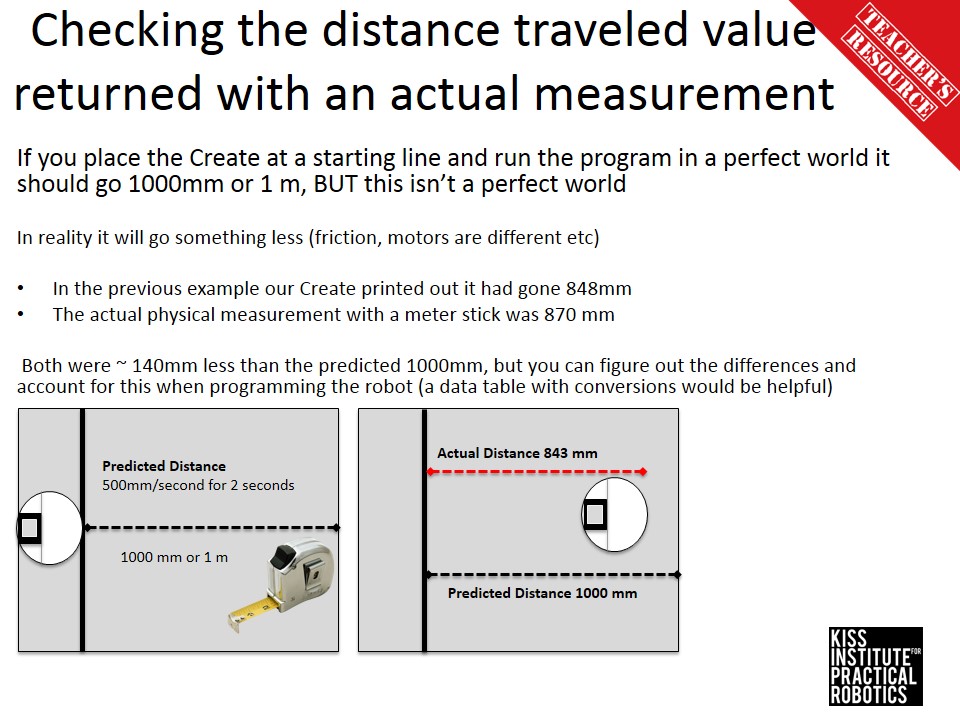 Checking the distance traveled value
returned with an actual measurement
TEACHER'S
RESOURCE
If you place the Create at a starting line and run the program in a perfect world it
should go 1000mm or 1 m, BUT this isn’t a perfect world
In reality it will go something less (friction, motors are different etc)
• In the previous example our Create printed out it had gone 848mm
• The actual physical measurement with a meter stick was 870 mm
Both were ~ 140mm less than the predicted 1000mm, but you can figure out the differences and
account for this when programming the robot (a data table with conversions would be helpful)
Predicted Distance
500mm/second for 2 seconds
1000 mm or 1 m
Actual Distance 843 mm
Predicted Distance 1000 mm
KISS
INSTITUTE FOR
PRACTICAL
ROBOTICS